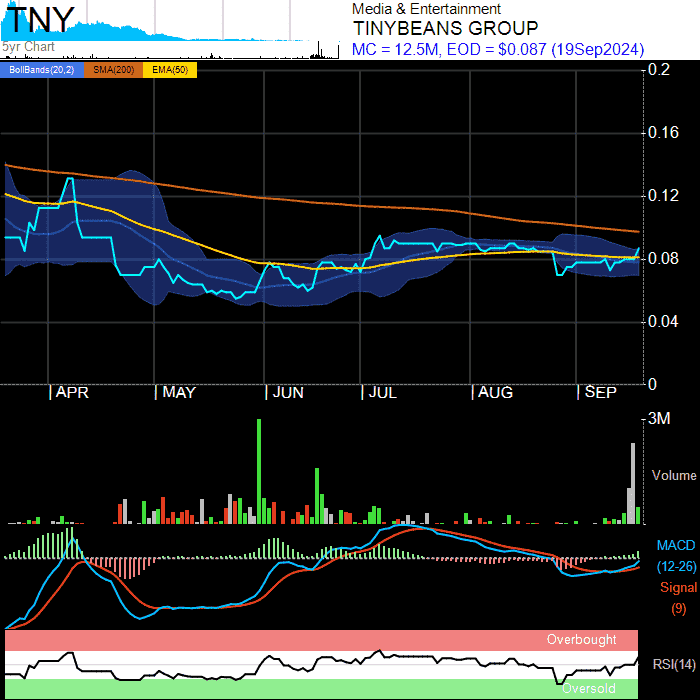 TNY
5yr Chart
Media & Entertainment
TINYBEANS GROUP
MC = 12.5M, EOD = $0.087 (19Sep2024)
BollBands(20,2) SMA(200) EMA(50)
0.2
0.16
0.12
0.08
0.04
0
APR MAY JUN JUL AUG SEP
3M
Volume
MACD
(12-26)
Signal
(9)
Overbought
RSI(14)
Oversold